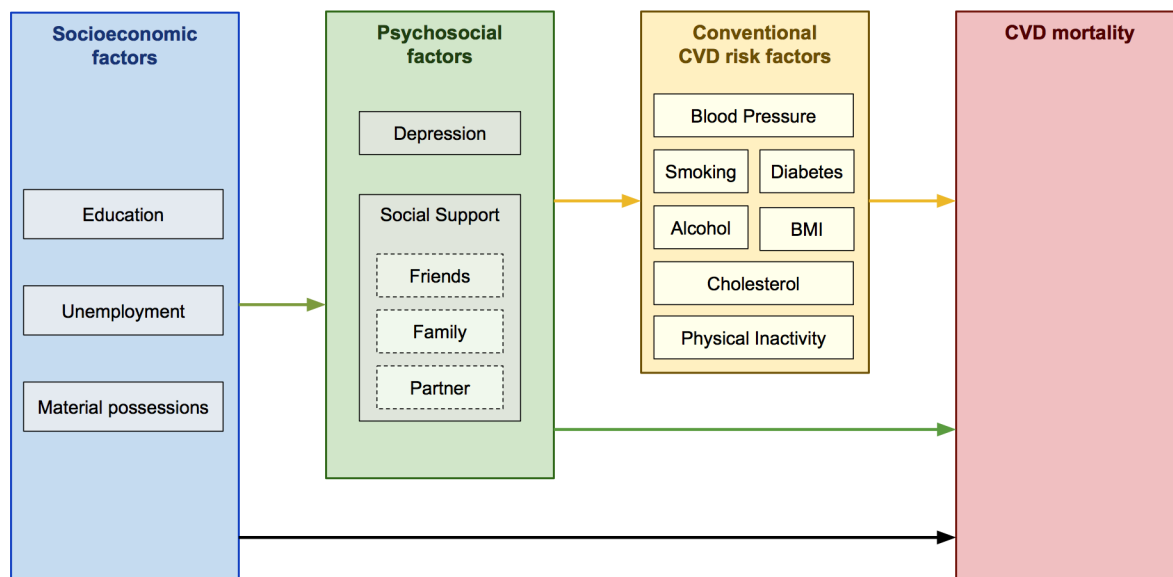 Socioeconomic
factors
Education
Unemployment
Material possessions
Psychosocial
factors
Depression
Social Support
Friends
Family
Partner
Conventional
CVD risk factors
Blood Pressure
Smoking
Diabetes
Alcohol
BMI
Cholesterol
Physical Inactivity
CVD mortality